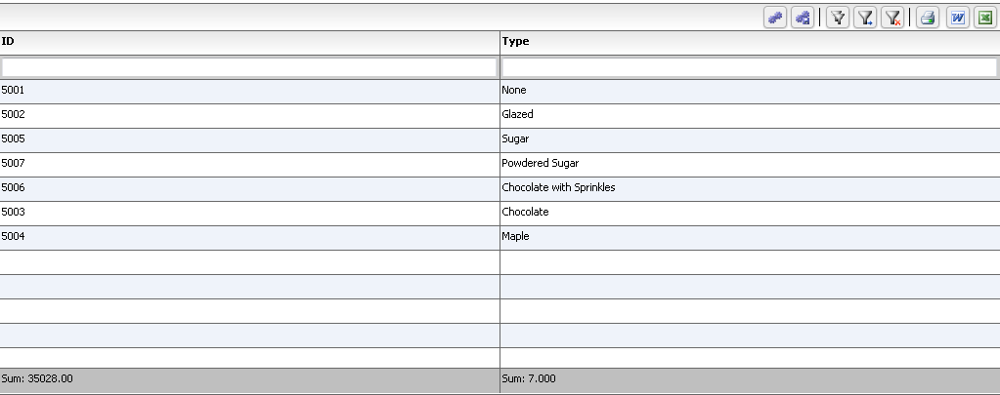 ID Type
5001 None
5002 Glazed
5005 Sugar
5007 Powdered Sugar
5006 Chocolate with Sprinkles
5003 Chocolate
5004 Maple
Sum: 35028.00 Sum: 7.000